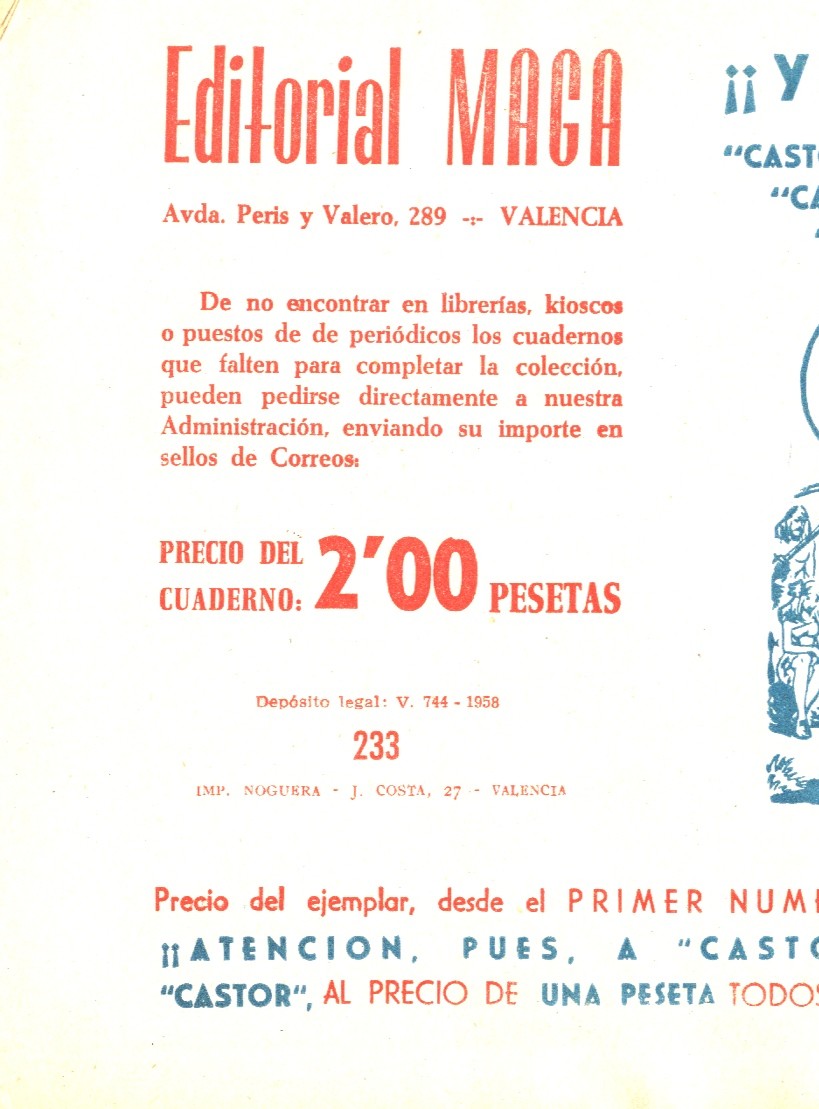 Editorial MAGA
Avda. Peris y Valero, 289 -:- VALENCIA
De no encontrar en librerías, kioscos
o puestos de de periódicos los cuadernos
que falten para completar la colección,
pueden pedirse directamente a nuestra
Administración, enviando su importe en
sellos de Correos:
PRECIO DEL
CUADERNO: 2'00 PESETAS
Depósito legal: V. 744 - 1958
233
IMP. NOGUERA - J. COSTA, 27 - VALENCIA
¡¡Y
"CASTO
"CA
Precio del ejemplar, desde el PRIMER NUME
¡¡ATENCION, PUES, A "CASTO
"CASTOR", AL PRECIO DE UNA PESETA TODOS